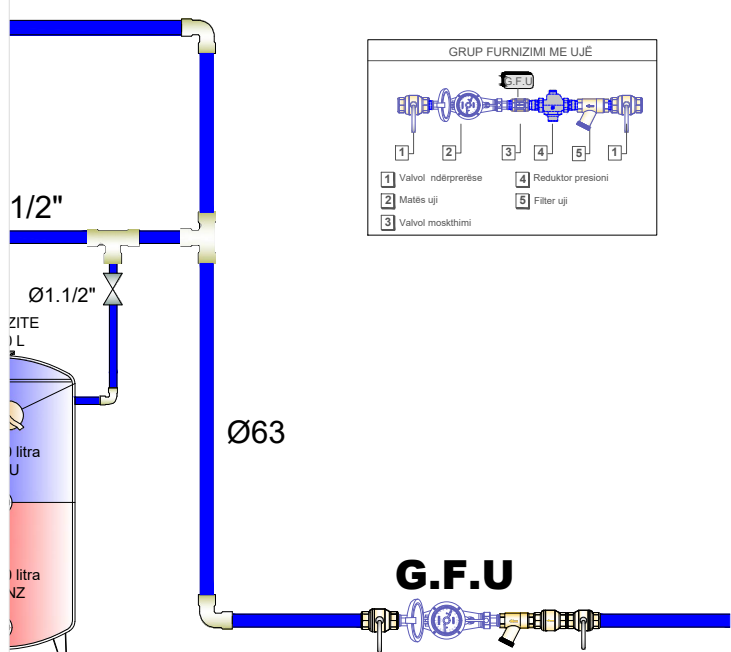 GRUP FURNIZIMI ME UJË
G.F.U
1 2 3 4 5 1
1 Valvol ndërprerëse
2 Matës uji
3 Valvol moskthimi
4 Reduktor presioni
5 Filter uji
1/2"
Ø1.1/2"
ZITE
L
litra
U
litra
NZ
Ø63
G.F.U